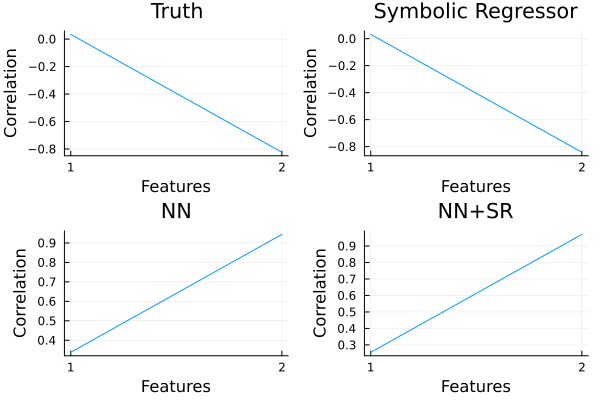 Truth
0.0
−0.2
−0.4
−0.6
−0.8
Correlation
1
2
Features
Symbolic Regressor
0.0
−0.2
−0.4
−0.6
−0.8
Correlation
1
2
Features
NN
0.9
0.8
0.7
0.6
0.5
0.4
Correlation
1
2
Features
NN+SR
0.9
0.8
0.7
0.6
0.5
0.4
0.3
Correlation
1
2
Features